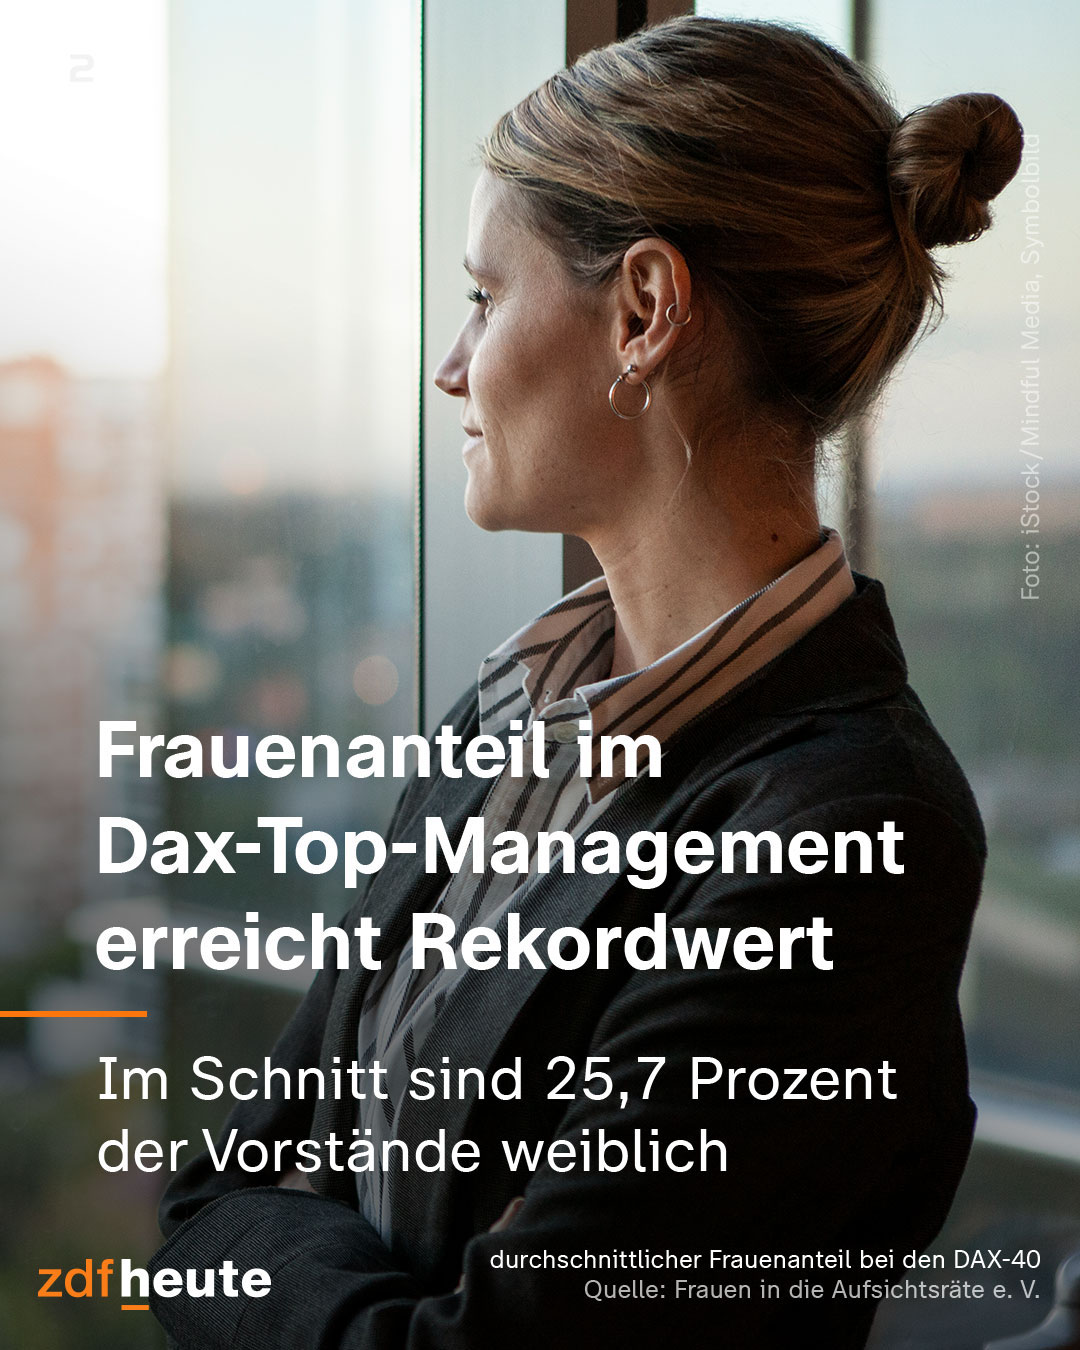 2
Foto: iStock/Mindful Media, Symbolbild
Frauenanteil im
Dax-Top-Management
erreicht Rekordwert
Im Schnitt sind 25,7 Prozent
der Vorstände weiblich
zdfheute
durchschnittlicher Frauenanteil bei den DAX-40
Quelle: Frauen in die Aufsichtsräte e. V.